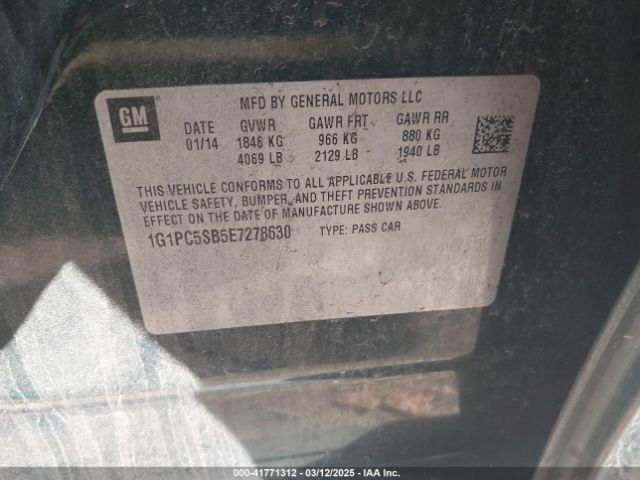 GM
MFD BY GENERAL MOTORS LLC
DATE GVWR GAWR FRT GAWR RR
01/14 1846 KG 966 KG 880 KG
4069 LB 2129 LB 1940 LB
THIS VEHICLE CONFORMS TO ALL APPLICABLE U.S. FEDERAL MOTOR
VEHICLE SAFETY, BUMPER, AND THEFT PREVENTION STANDARDS IN
EFFECT ON THE DATE OF MANUFACTURE SHOWN ABOVE.
1G1PC5SB5E7278630 TYPE: PASS CAR
000-41771312 - 03/12/2025 - IAA Inc.